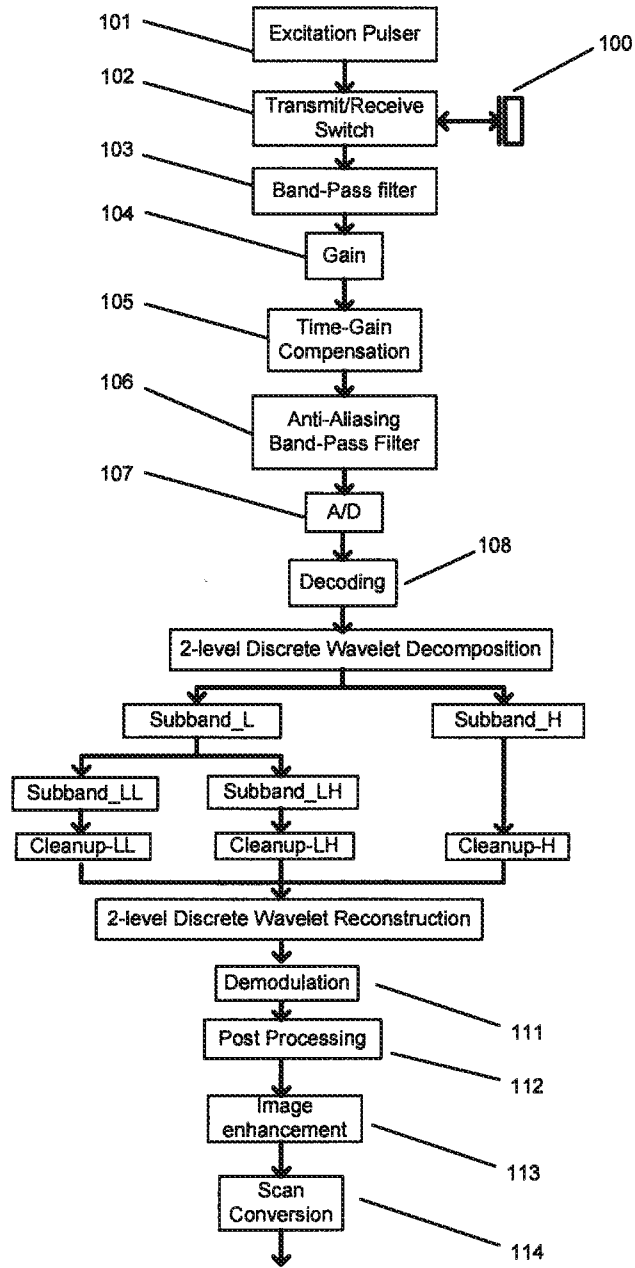 101
Excitation Pulser
100
102
Transmit/Receive
Switch
103
Band-Pass filter
104
Gain
105
Time-Gain
Compensation
106
Anti-Aliasing
Band-Pass Filter
107
A/D
108
Decoding
2-level Discrete Wavelet Decomposition
Subband_L
Subband_H
Subband_LL
Subband_LH
Cleanup-LL
Cleanup-LH
Cleanup-H
2-level Discrete Wavelet Reconstruction
Demodulation
111
Post Processing
112
Image
enhancement
113
Scan
Conversion
114